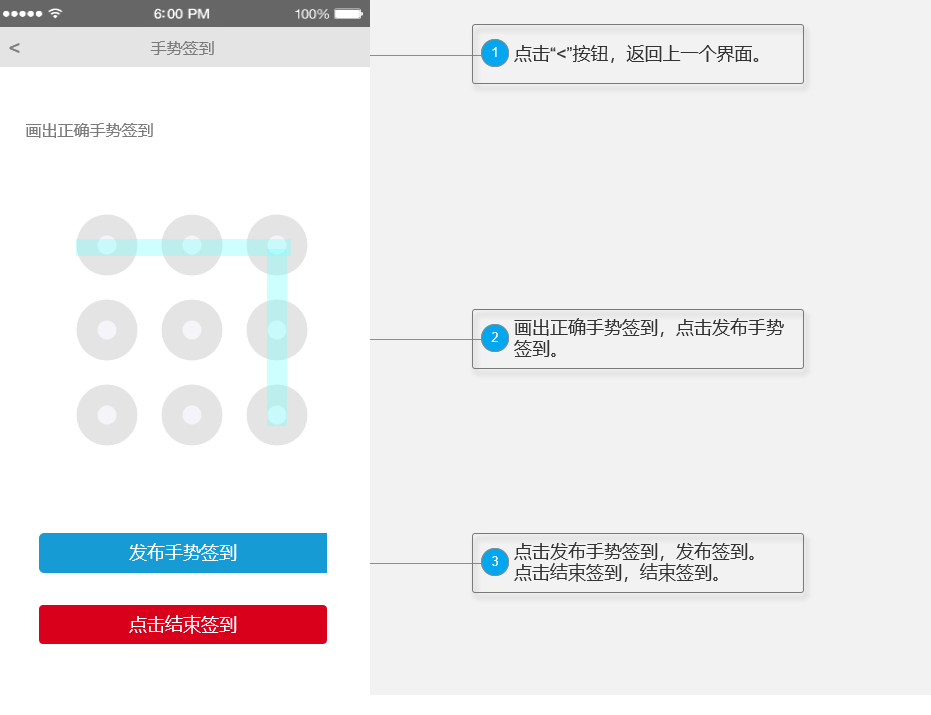 6:00 PM
100%
<
手势签到
画出正确手势签到
发布手势签到
点击结束签到
1
点击“<”按钮，返回上一个界面。
2
画出正确手势签到，点击发布手势
签到。
3
点击发布手势签到，发布签到。
点击结束签到，结束签到。